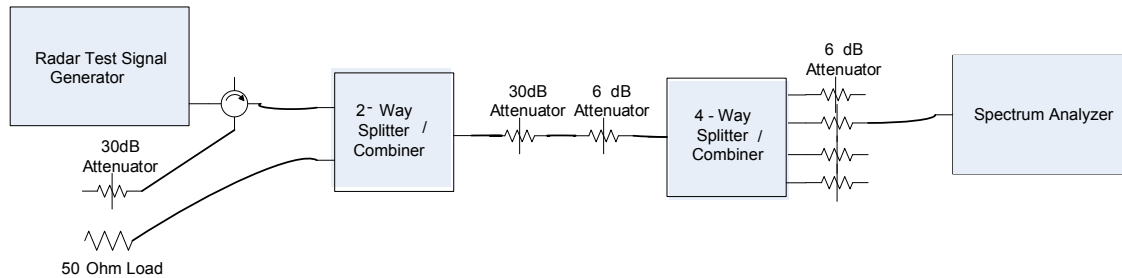 Radar Test Signal
Generator
30dB
Attenuator
50 Ohm Load
2- Way
Splitter /
Combiner
30dB
Attenuator
6 dB
Attenuator
4 - Way
Splitter /
Combiner
6 dB
Attenuator
Spectrum Analyzer